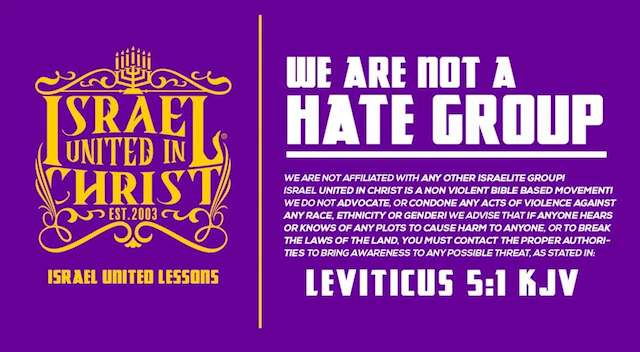 ISRAEL
UNITED IN
CHRIST
EST. 2003
ISRAEL UNITED LESSONS
WE ARE NOT A
HATE GROUP
WE ARE NOT AFFILIATED WITH ANY OTHER ISRAELITE GROUP!
ISRAEL UNITED IN CHRIST IS A NON VIOLENT BIBLE BASED MOVEMENT!
WE DO NOT ADVOCATE, OR CONDONE ANY ACTS OF VIOLENCE AGAINST
ANY RACE, ETHNICITY OR GENDER! WE ADVISE THAT IF ANYONE HEARS
OR KNOWS OF ANY PLOTS TO CAUSE HARM TO ANYONE, OR TO BREAK
THE LAWS OF THE LAND, YOU MUST CONTACT THE PROPER AUTHORI-
TIES TO BRING AWARENESS TO ANY POSSIBLE THREAT, AS STATED IN:
LEVITICUS 5:1 KJV